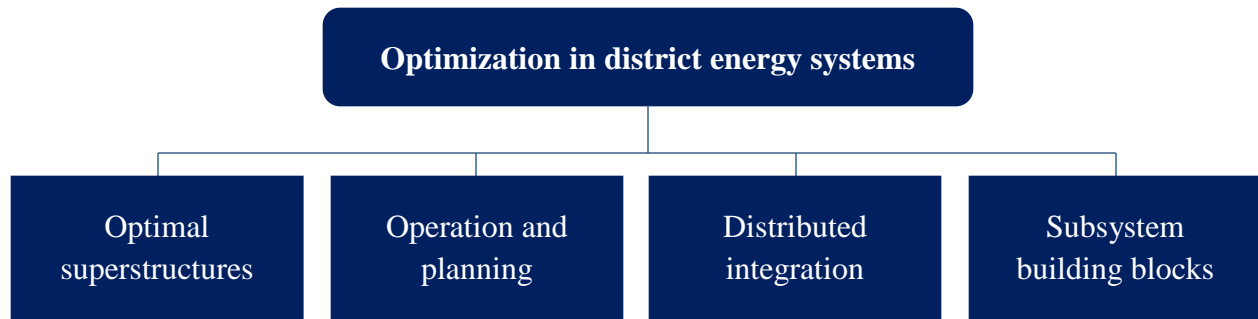 Optimization in district energy systems
Optimal
superstructures
Operation and
planning
Distributed
integration
Subsystem
building blocks